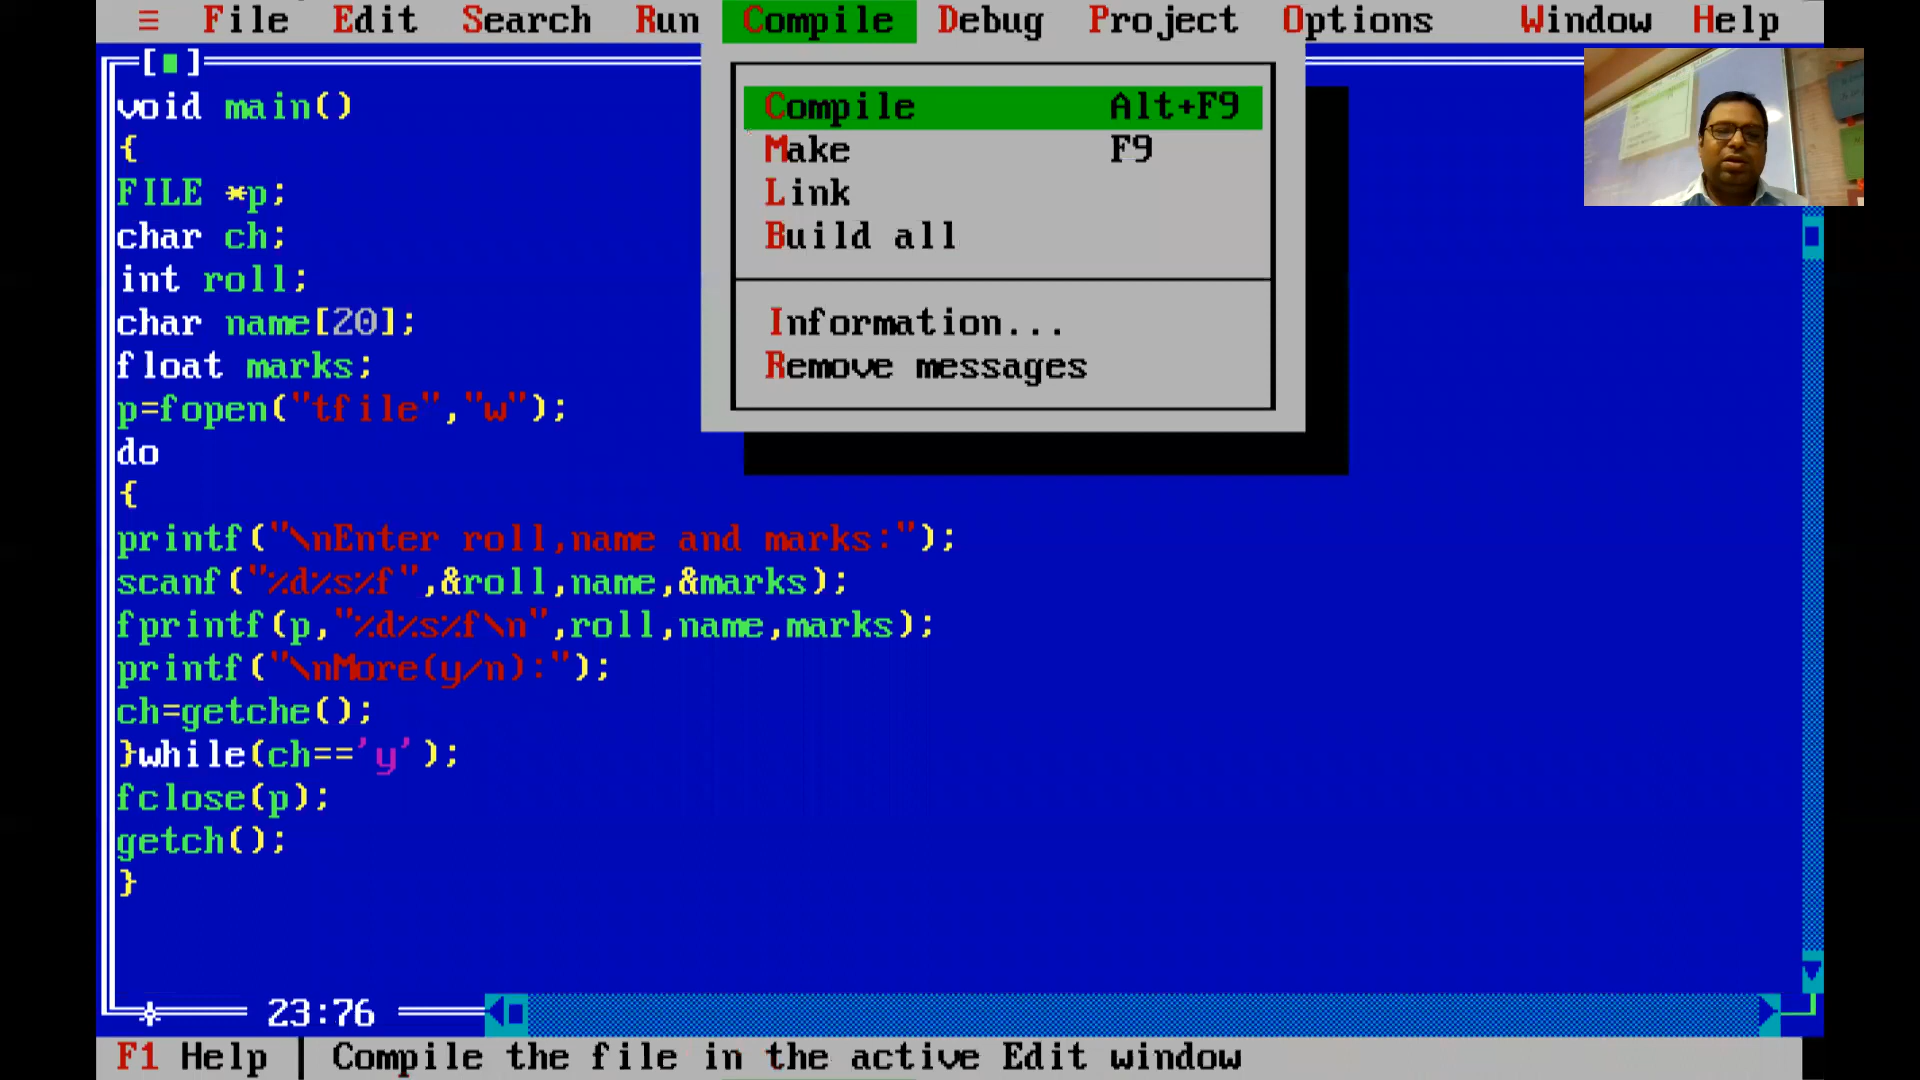 ≡ File Edit Search Run Compile Debug Project Options Window Help
[■]
Compile Alt+F9
Make F9
Link
Build all
Information...
Remove messages
void main()
{
FILE *p;
char ch;
int roll;
char name[20];
float marks;
p=fopen("tfile","w");
do
{
printf("\nEnter roll,name and marks:");
scanf("%d%s%f",&roll,name,&marks);
fprintf(p,"%d%s%f\n",roll,name,marks);
printf("\nMore(y/n):");
ch=getche();
}while(ch=='y');
fclose(p);
getch();
}
23:76
F1 Help | Compile the file in the active Edit window